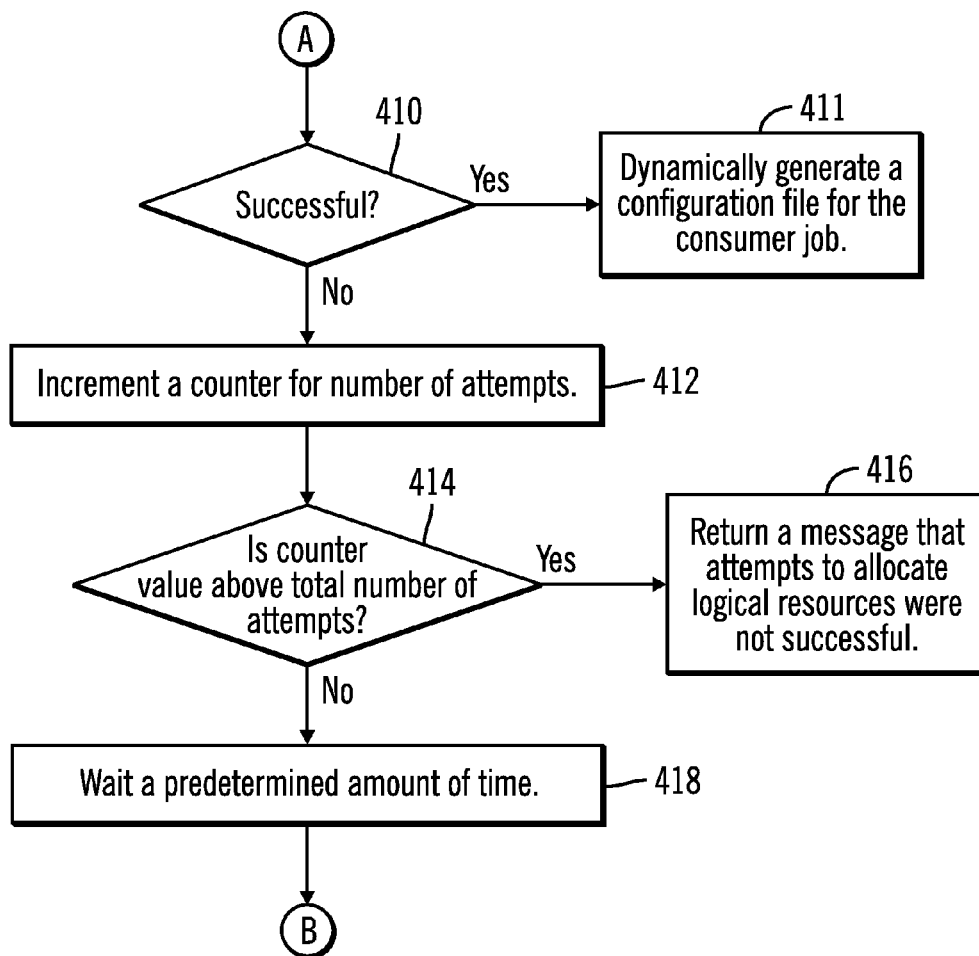 A
410
Successful?
Yes
411
Dynamically generate a
configuration file for the
consumer job.
No
Increment a counter for number of attempts.
412
414
Is counter
value above total number of
attempts?
Yes
416
Return a message that
attempts to allocate
logical resources were
not successful.
No
Wait a predetermined amount of time.
418
B